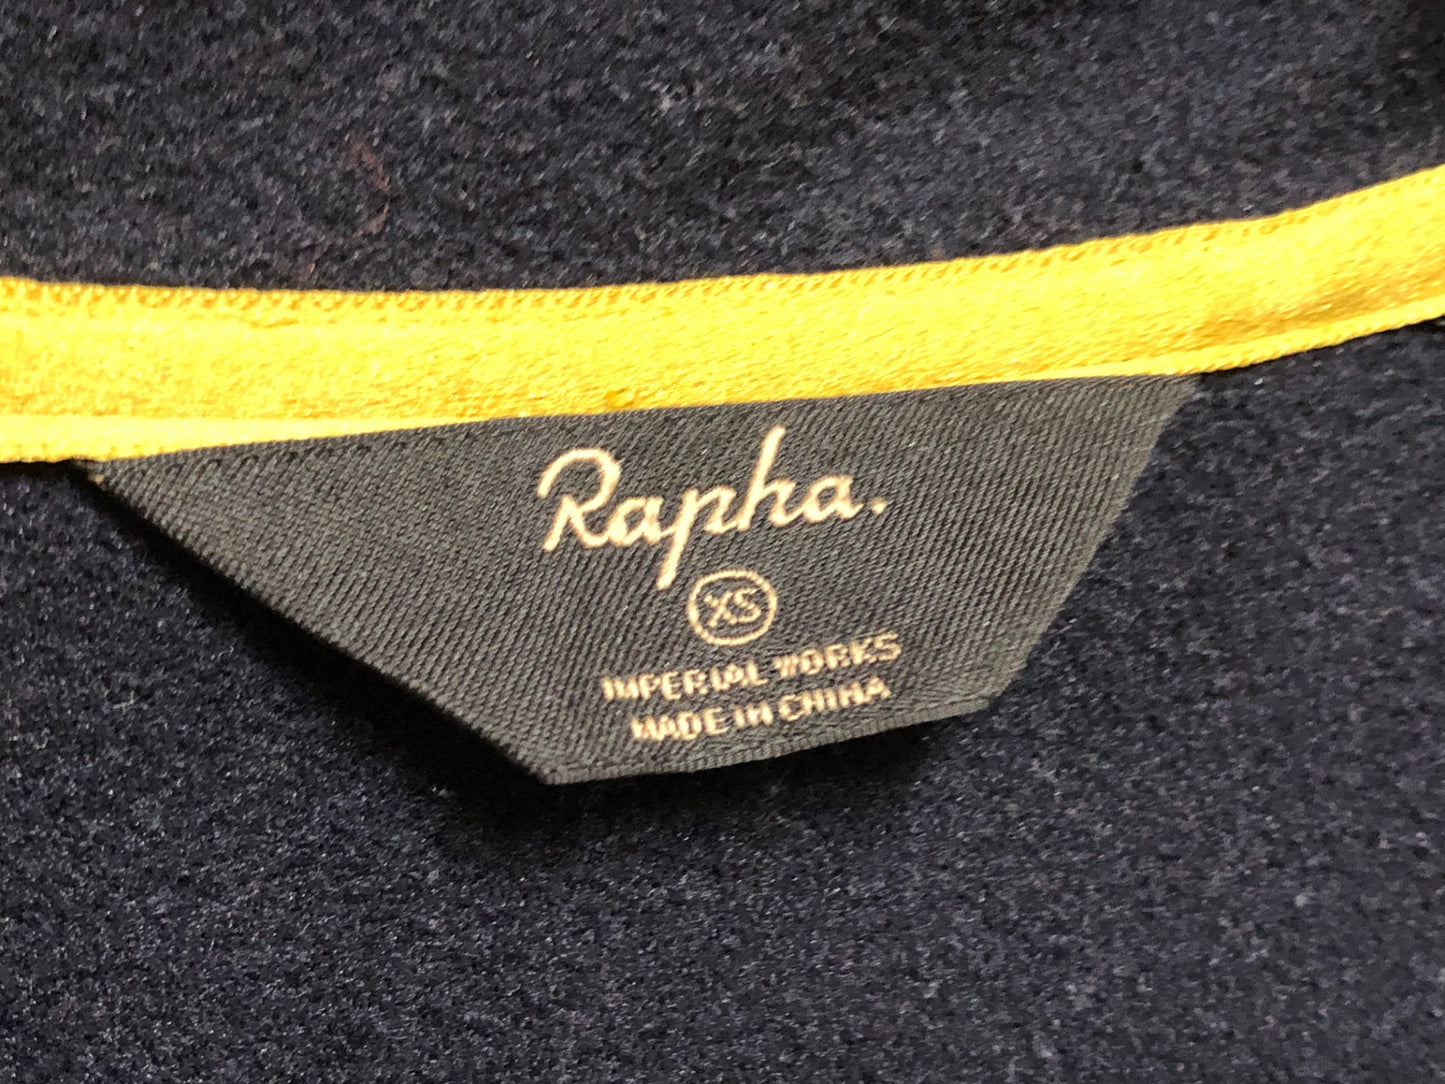 Rapha.
XS
IMPERIAL WORKS
MADE IN CHINA